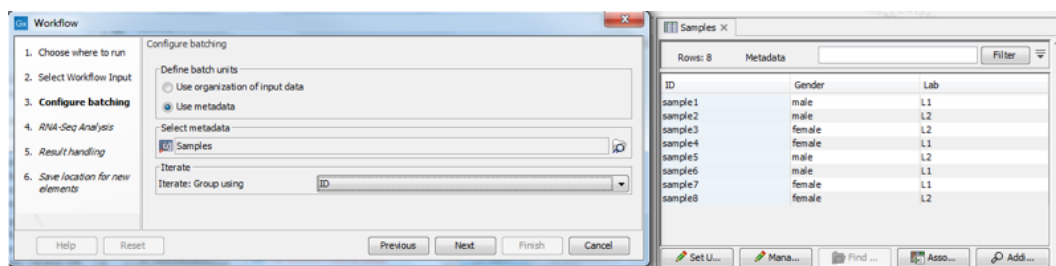 Gx Workflow
1. Choose where to run
2. Select Workflow Input
3. Configure batching
4. RNA-Seq Analysis
5. Result handling
6. Save location for new
elements
Configure batching
Define batch units
Use organization of input data
Use metadata
Select metadata
Samples
Iterate
Iterate: Group using
ID
Help
Reset
Previous
Next
Finish
Cancel
Samples
Rows: 8 Metadata Filter
ID Gender Lab
sample1 male L1
sample2 male L2
sample3 female L2
sample4 female L1
sample5 male L2
sample6 male L1
sample7 female L1
sample8 female L2
Set U... Mana... Find ... Asso... Addi...